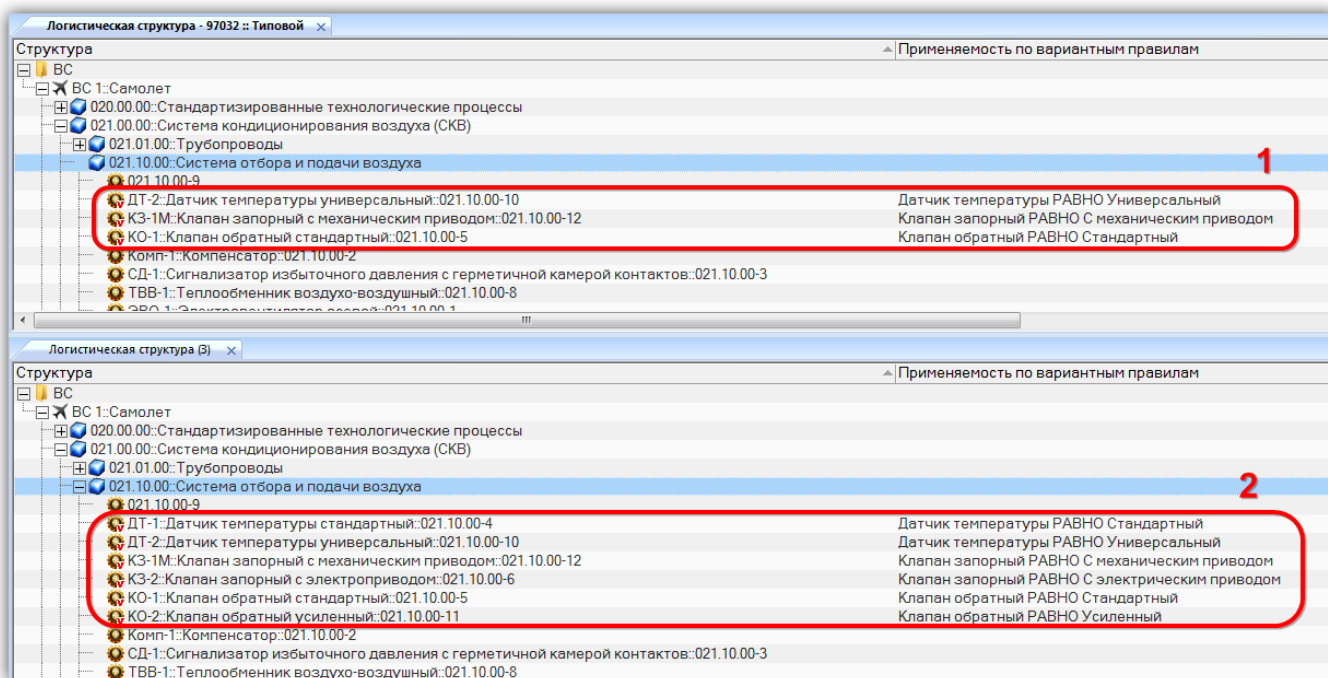 Логистическая структура - 97032 :: Типовой
Структура Применяемость по вариантным правилам
ВС
ВС 1::Самолет
020.00.00::Стандартизированные технологические процессы
021.00.00::Система кондиционирования воздуха (СКВ)
021.01.00::Трубопроводы
021.10.00::Система отбора и подачи воздуха
1
021.10.00-9
ДТ-2::Датчик температуры универсальный::021.10.00-10 Датчик температуры РАВНО Универсальный
КЗ-1М::Клапан запорный с механическим приводом::021.10.00-12 Клапан запорный РАВНО С механическим приводом
КО-1::Клапан обратный стандартный::021.10.00-5 Клапан обратный РАВНО Стандартный
Комп-1::Компенсатор::021.10.00-2
СД-1::Сигнализатор избыточного давления с герметичной камерой контактов::021.10.00-3
ТВВ-1::Теплообменник воздухо-воздушный::021.10.00-8
ЭВО-1::Электровентилятор осевой::021.10.00-1
Логистическая структура (3)
Структура Применяемость по вариантным правилам
ВС
ВС 1::Самолет
020.00.00::Стандартизированные технологические процессы
021.00.00::Система кондиционирования воздуха (СКВ)
021.01.00::Трубопроводы
021.10.00::Система отбора и подачи воздуха
2
021.10.00-9
ДТ-1::Датчик температуры стандартный::021.10.00-4 Датчик температуры РАВНО Стандартный
ДТ-2::Датчик температуры универсальный::021.10.00-10 Датчик температуры РАВНО Универсальный
КЗ-1М::Клапан запорный с механическим приводом::021.10.00-12 Клапан запорный РАВНО С механическим приводом
КЗ-2::Клапан запорный с электроприводом::021.10.00-6 Клапан запорный РАВНО С электрическим приводом
КО-1::Клапан обратный стандартный::021.10.00-5 Клапан обратный РАВНО Стандартный
КО-2::Клапан обратный усиленный::021.10.00-11 Клапан обратный РАВНО Усиленный
Комп-1::Компенсатор::021.10.00-2
СД-1::Сигнализатор избыточного давления с герметичной камерой контактов::021.10.00-3
ТВВ-1::Теплообменник воздухо-воздушный::021.10.00-8